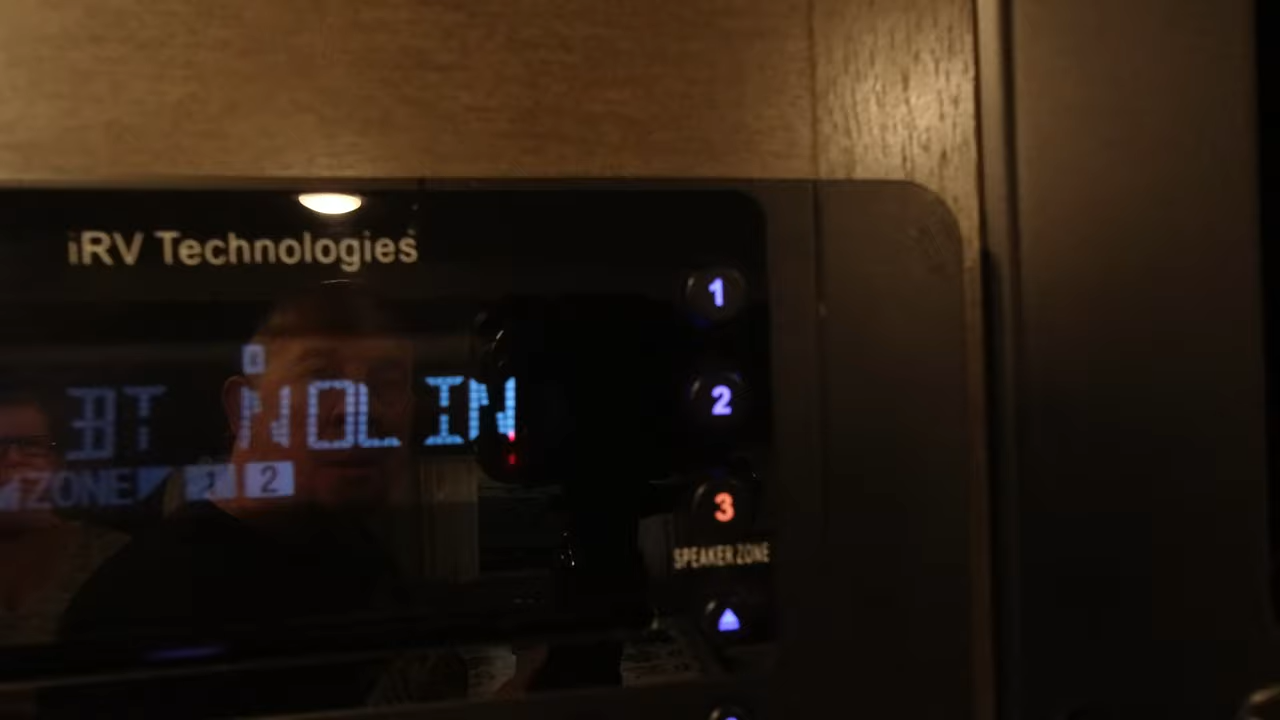 iRV Technologies
1
BT NOL IN
2
ZONE 1 2
3
SPEAKER ZONE